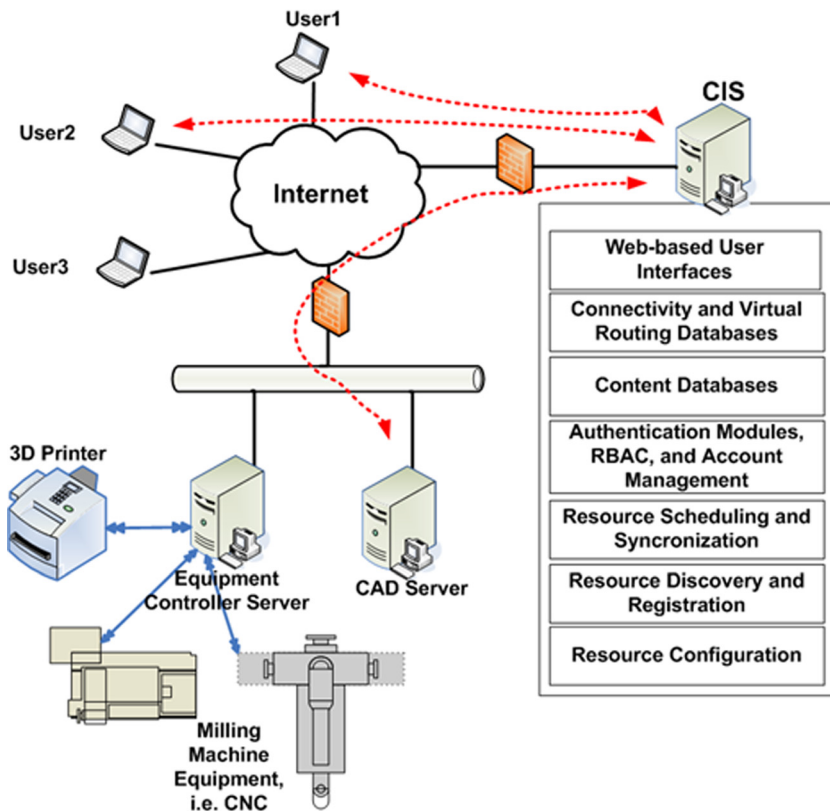 User1
CIS
User2
Internet
User3
Web-based User
Interfaces
Connectivity and Virtual
Routing Databases
Content Databases
Authentication Modules,
RBAC, and Account
Management
Resource Scheduling and
Syncronization
Resource Discovery and
Registration
Resource Configuration
3D Printer
Equipment
Controller Server
CAD Server
Milling
Machine
Equipment,
i.e. CNC